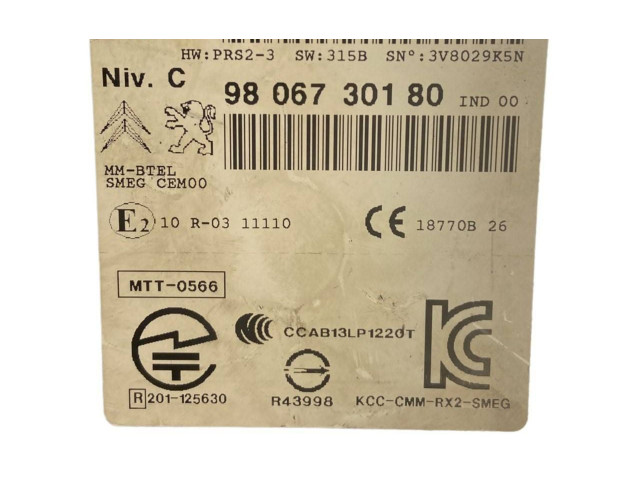 HW:PRS2-3 SW:315B SN°:3V8029K5N
Niv. C
98 067 301 80 IND 00
MM-BTEL
SMEG CEM00
E2 10 R-03 11110
CE 18770B 26
MTT-0566
CCAB13LP1220T
R 201-125630
R43998
KC
KCC-CMM-RX2-SMEG